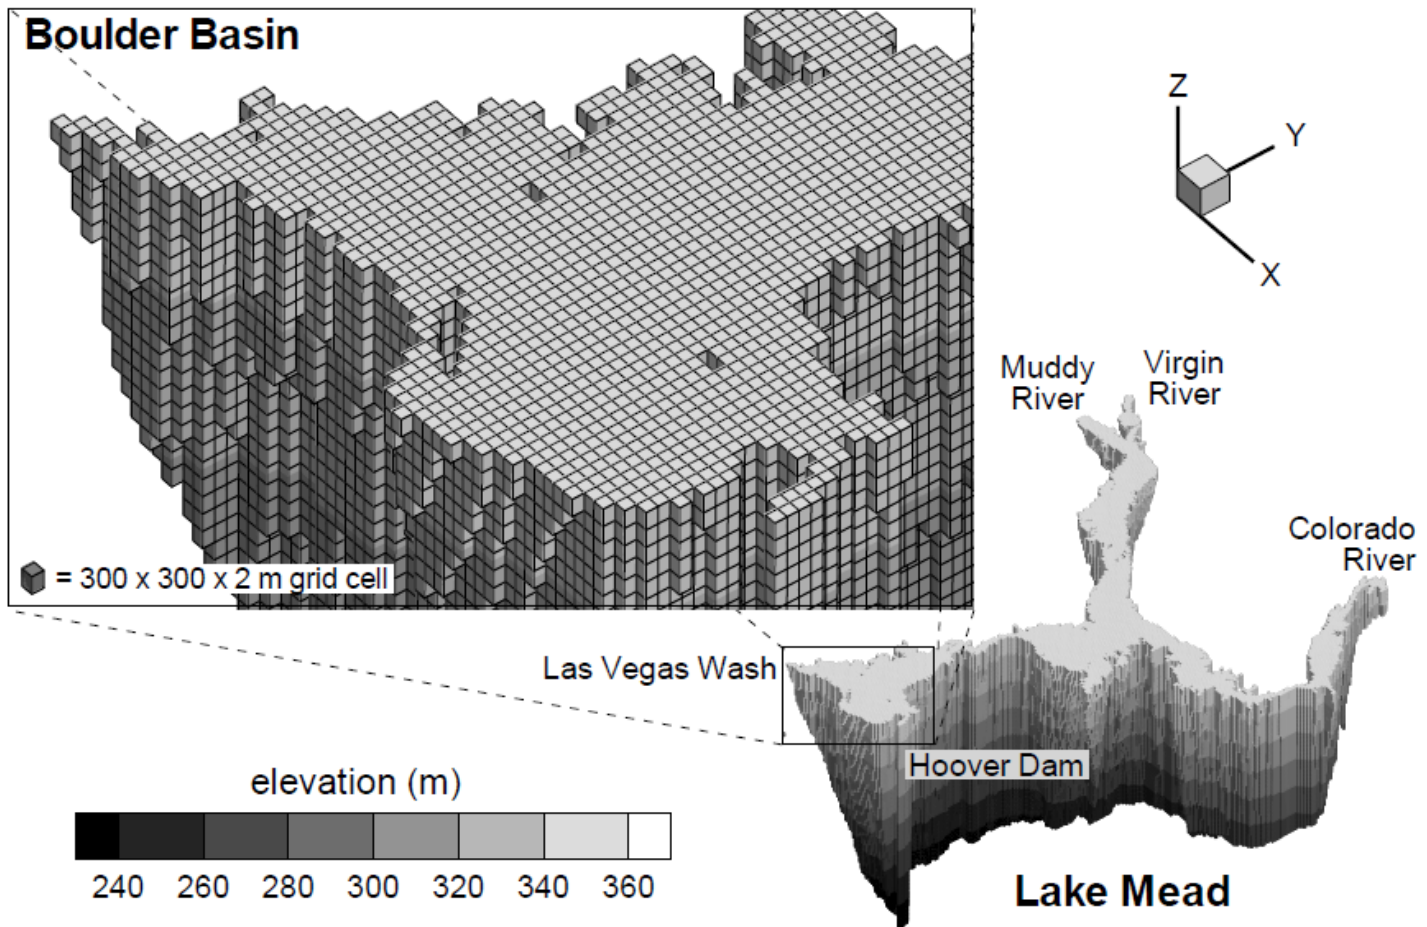 Boulder Basin
Z
Y
X
Muddy
River
Virgin
River
Colorado
River
= 300 x 300 x 2 m grid cell
Las Vegas Wash
Hoover Dam
elevation (m)
240 260 280 300 320 340 360
Lake Mead